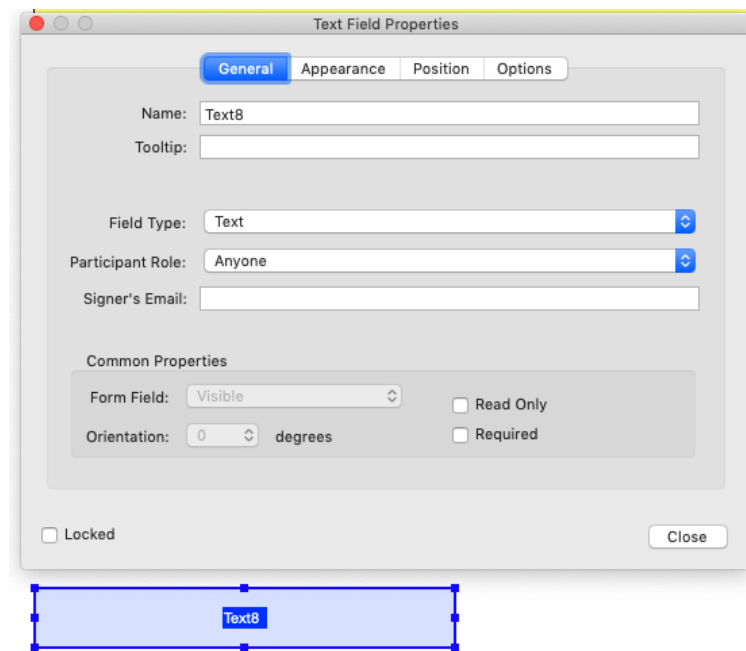 Text Field Properties
General Appearance Position Options
Name: Text8
Tooltip:
Field Type: Text
Participant Role: Anyone
Signer's Email:
Common Properties
Form Field: Visible
Read Only
Orientation: 0 degrees
Required
Locked
Close
Text8